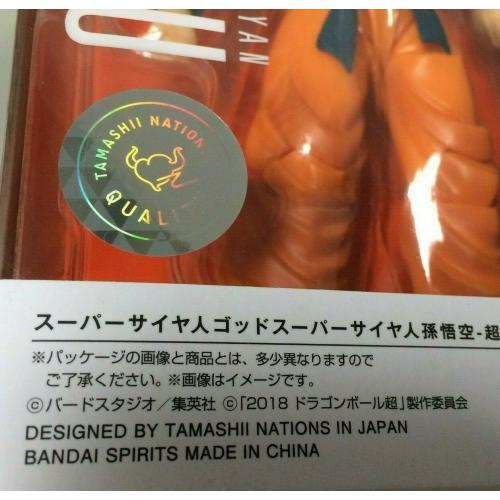 YAN
U
TAMASHII NATIONS
QUALITY
スーパーサイヤ人ゴッドスーパーサイヤ人孫悟空-超
※パッケージの画像と商品とは、多少異なりますので
ご了承ください。※画像はイメージです。
©バードスタジオ／集英社 ©「2018 ドラゴンボール超」製作委員会
DESIGNED BY TAMASHII NATIONS IN JAPAN
BANDAI SPIRITS MADE IN CHINA